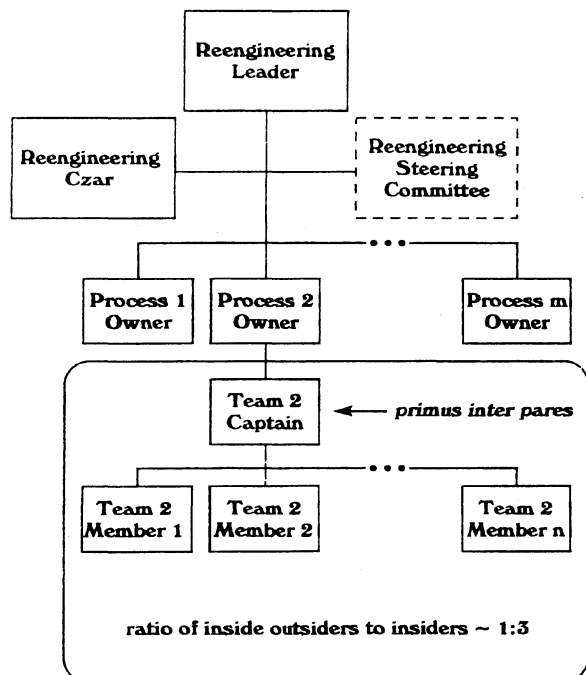 Reengineering
Leader
Reengineering
Czar
Reengineering
Steering
Committee
Process 1
Owner
Process 2
Owner
Process m
Owner
Team 2
Captain
primus inter pares
Team 2
Member 1
Team 2
Member 2
Team 2
Member n
ratio of inside outsiders to insiders ~ 1:3